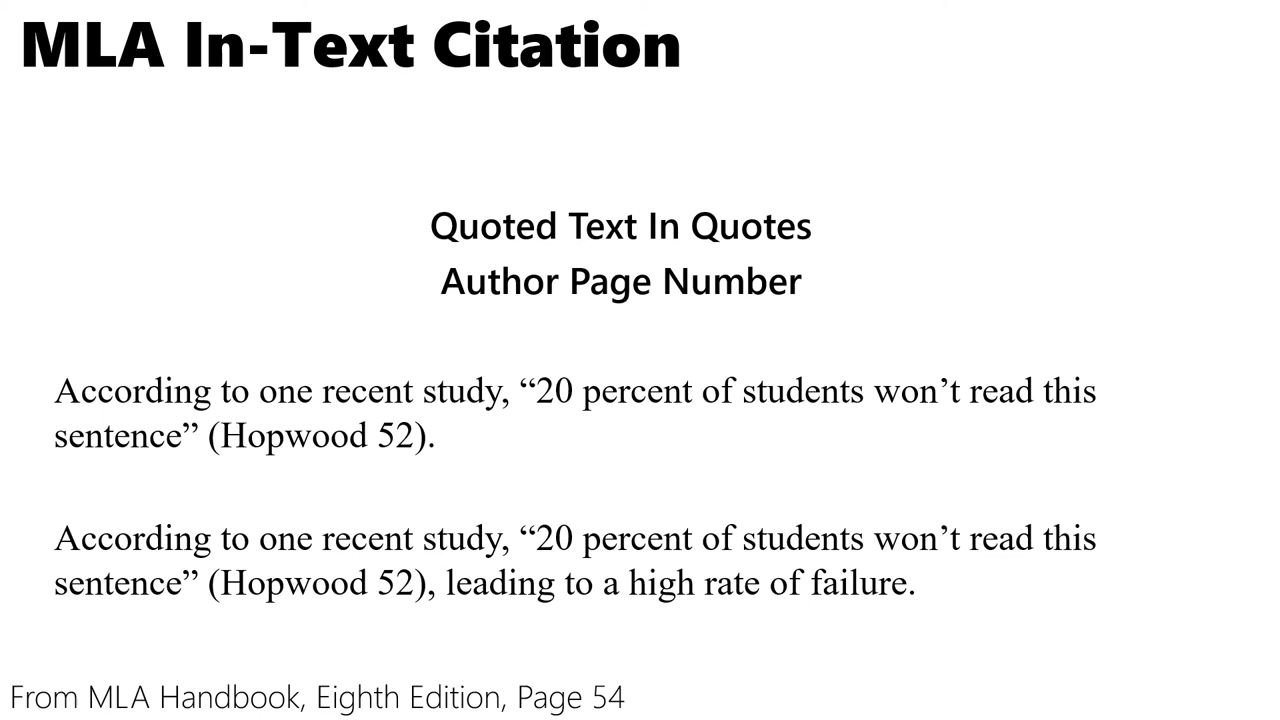 MLA In-Text Citation
Quoted Text In Quotes
Author Page Number
According to one recent study, “20 percent of students won’t read this
sentence” (Hopwood 52).
According to one recent study, “20 percent of students won’t read this
sentence” (Hopwood 52), leading to a high rate of failure.
From MLA Handbook, Eighth Edition, Page 54